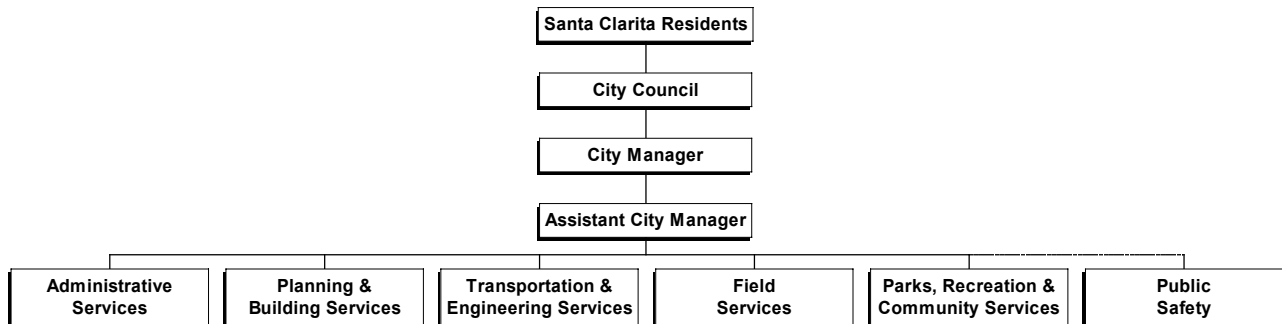 Santa Clarita Residents
City Council
City Manager
Assistant City Manager
Administrative
Services
Planning &
Building Services
Transportation &
Engineering Services
Field
Services
Parks, Recreation &
Community Services
Public
Safety